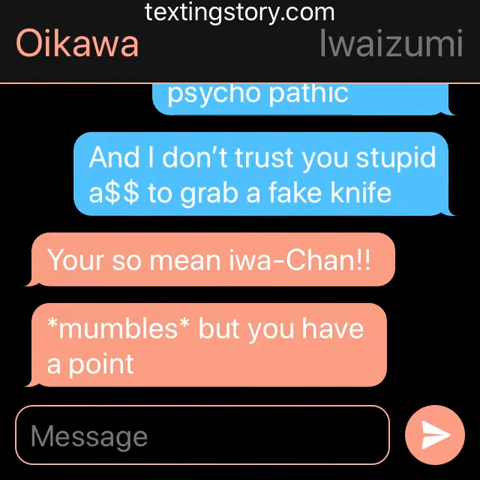 textingstory.com
Oikawa
Iwaizumi
psycho pathic
And I don't trust you stupid
a$$ to grab a fake knife
Your so mean iwa-Chan!!
*mumbles* but you have
a point
Message